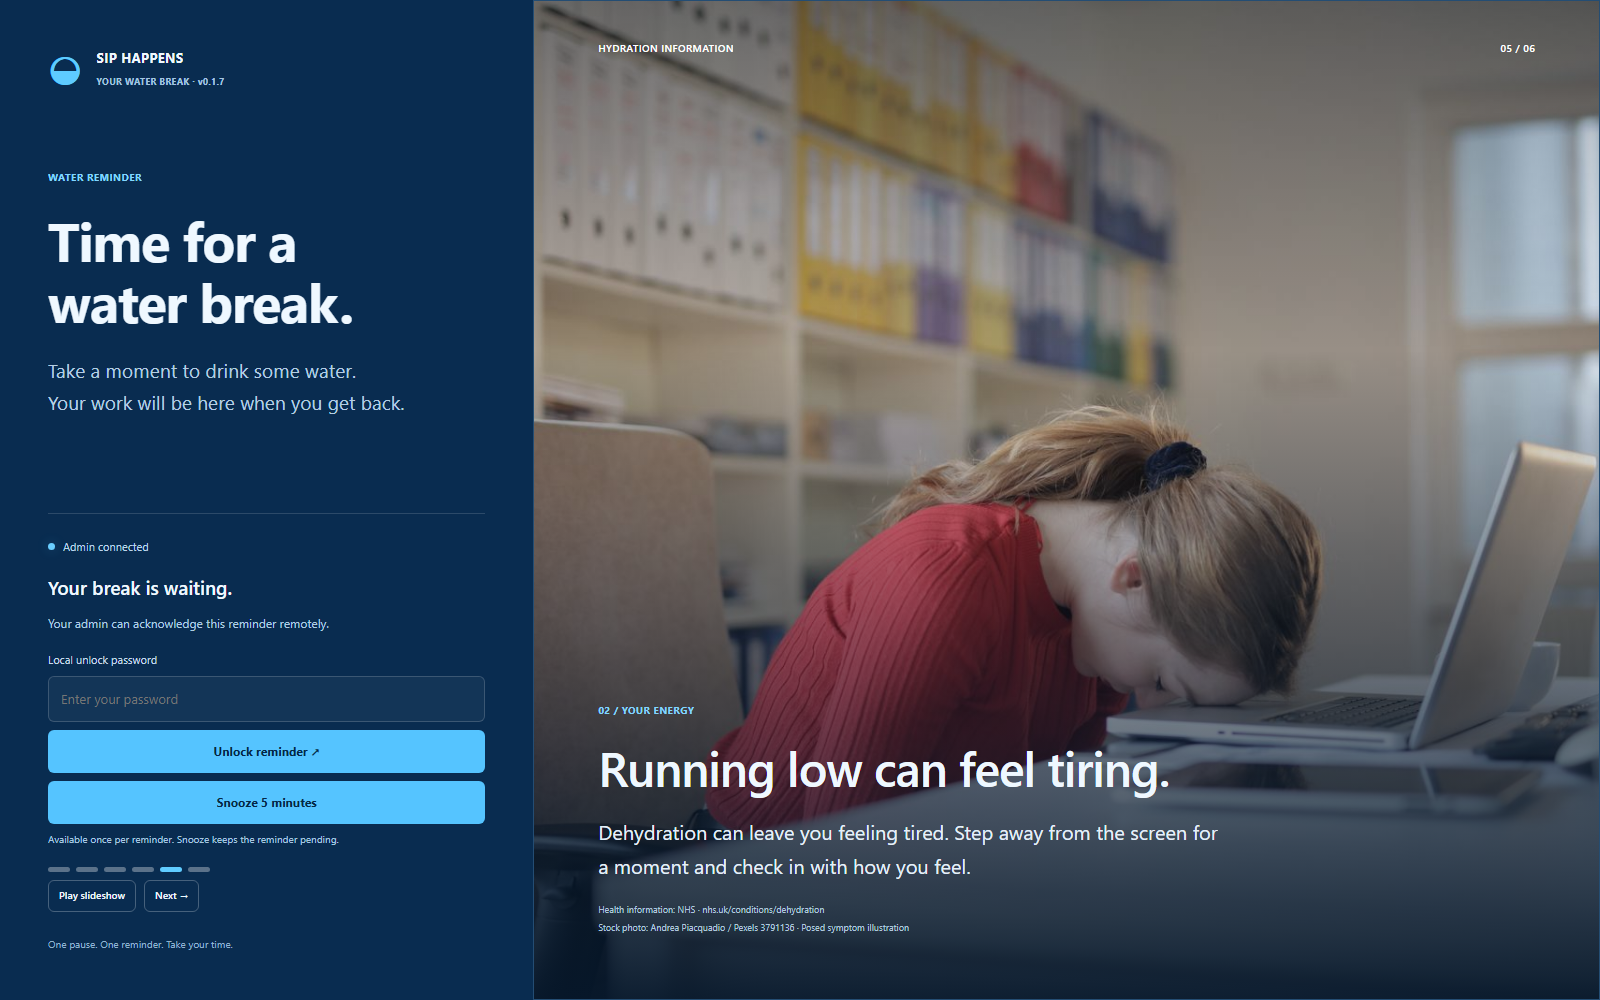 SIP HAPPENS
YOUR WATER BREAK · v0.1.7
WATER REMINDER
Time for a
water break.
Take a moment to drink some water.
Your work will be here when you get back.
Admin connected
Your break is waiting.
Your admin can acknowledge this reminder remotely.
Local unlock password
Enter your password
Unlock reminder ↗
Snooze 5 minutes
Available once per reminder. Snooze keeps the reminder pending.
Play slideshow
Next →
One pause. One reminder. Take your time.
HYDRATION INFORMATION
05 / 06
02 / YOUR ENERGY
Running low can feel tiring.
Dehydration can leave you feeling tired. Step away from the screen for
a moment and check in with how you feel.
Health information: NHS · nhs.uk/conditions/dehydration
Stock photo: Andrea Piacquadio / Pexels 3791136 · Posed symptom illustration